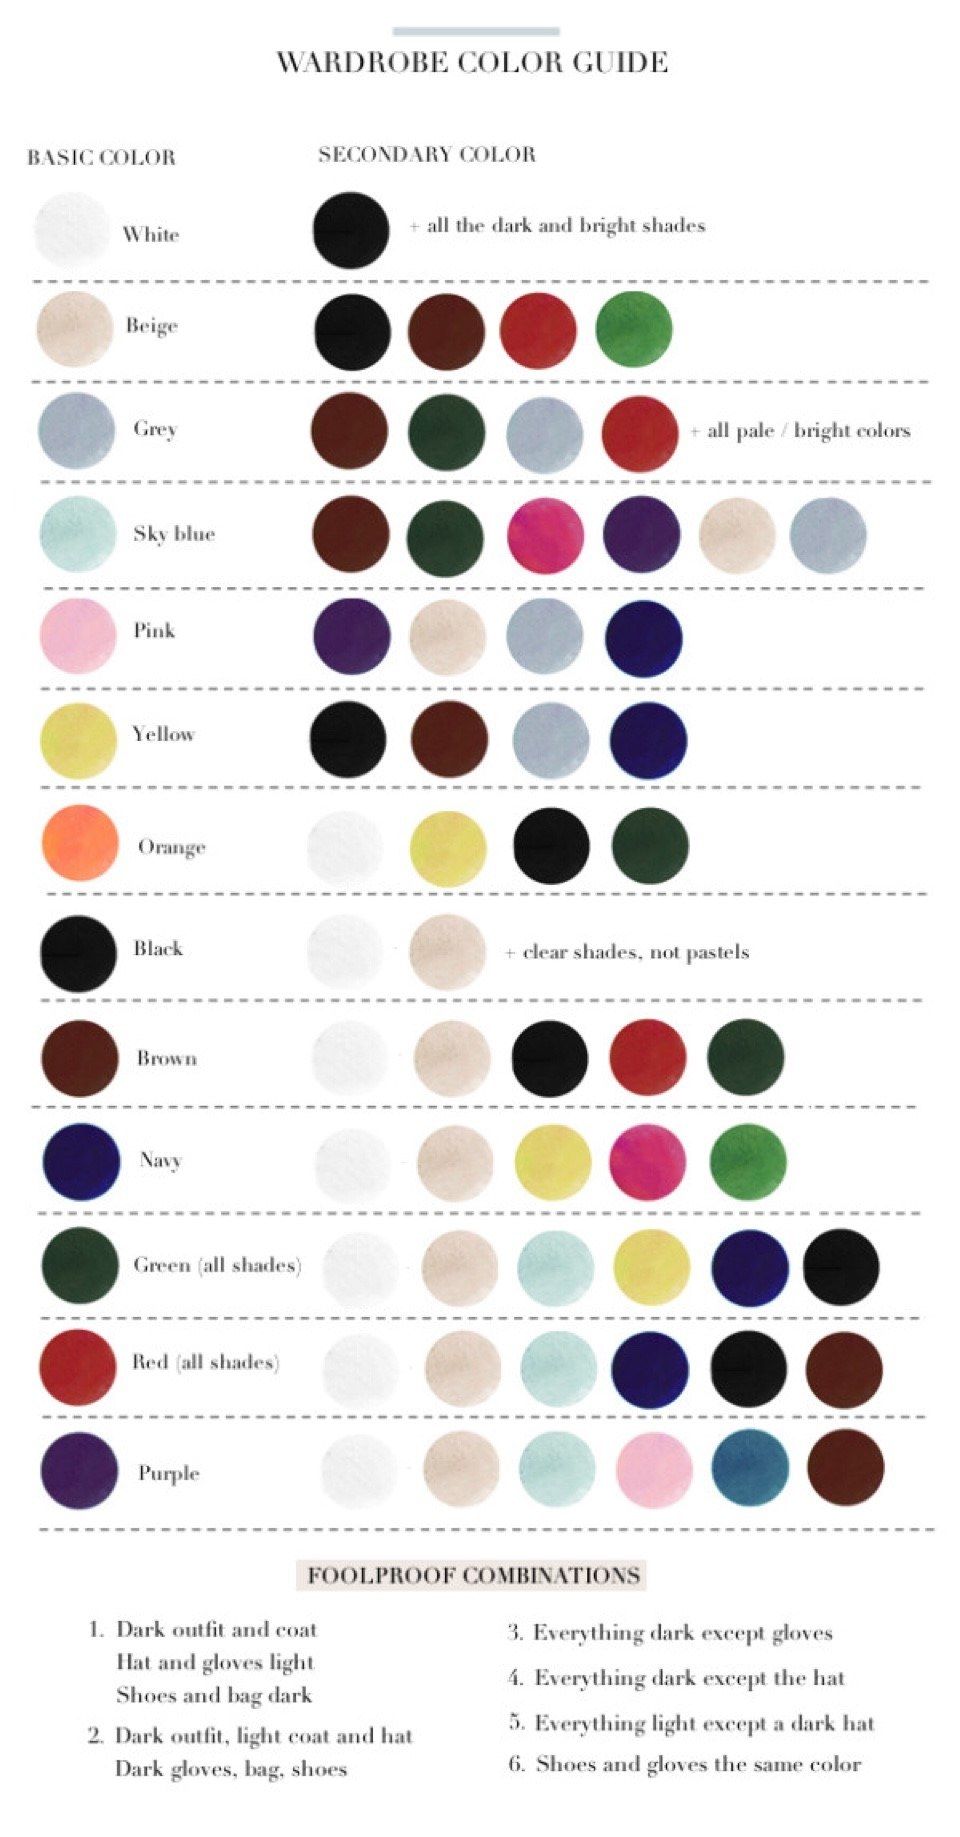 WARDROBE COLOR GUIDE
BASIC COLOR
SECONDARY COLOR
White
+ all the dark and bright shades
Beige
Grey
+ all pale / bright colors
Sky blue
Pink
Yellow
Orange
Black
+ clear shades, not pastels
Brown
Navy
Green (all shades)
Red (all shades)
Purple
FOOLPROOF COMBINATIONS
1. Dark outfit and coat
Hat and gloves light
Shoes and bag dark
2. Dark outfit, light coat and hat
Dark gloves, bag, shoes
3. Everything dark except gloves
4. Everything dark except the hat
5. Everything light except a dark hat
6. Shoes and gloves the same color